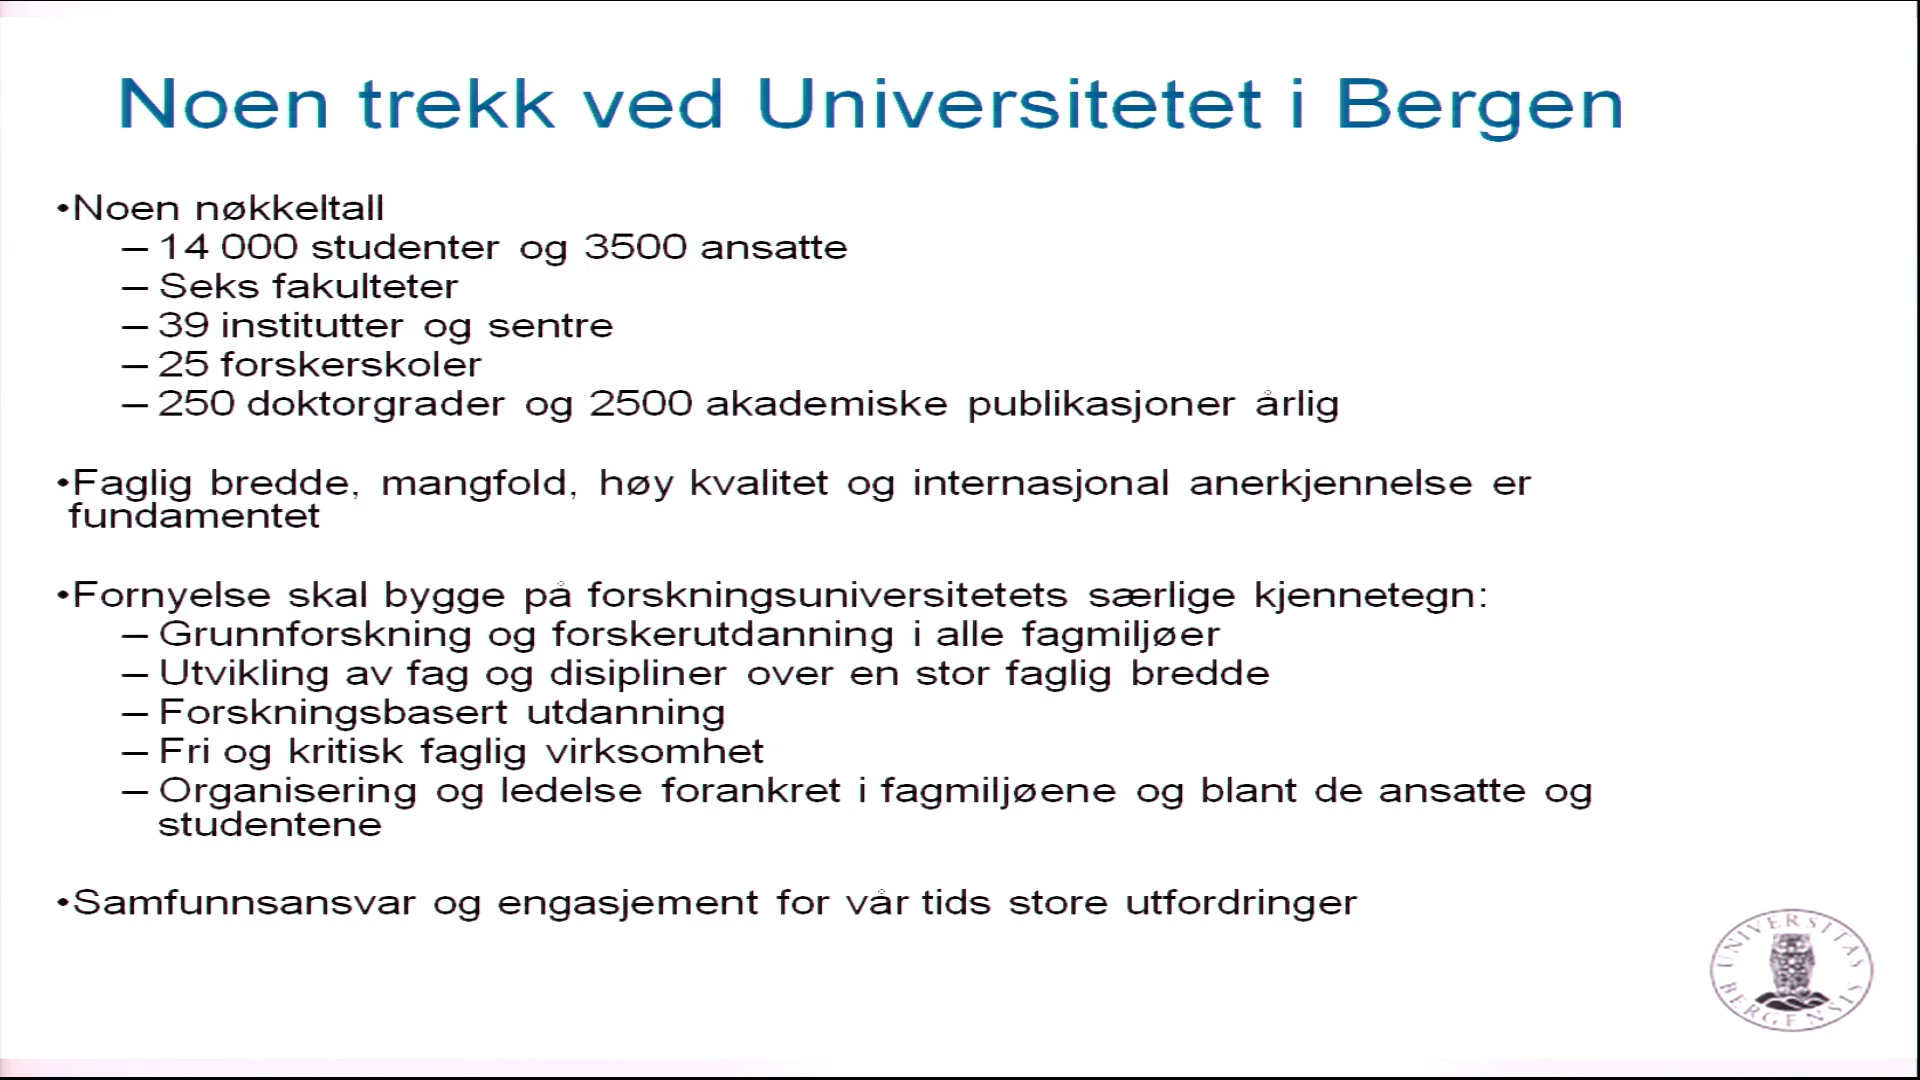 Noen trekk ved Universitetet i Bergen
•Noen nøkkeltall
– 14 000 studenter og 3500 ansatte
– Seks fakulteter
– 39 institutter og sentre
– 25 forskerskoler
– 250 doktorgrader og 2500 akademiske publikasjoner årlig
•Faglig bredde, mangfold, høy kvalitet og internasjonal anerkjennelse er
fundamentet
•Fornyelse skal bygge på forskningsuniversitetets særlige kjennetegn:
– Grunnforskning og forskerutdanning i alle fagmiljøer
– Utvikling av fag og disipliner over en stor faglig bredde
– Forskningsbasert utdanning
– Fri og kritisk faglig virksomhet
– Organisering og ledelse forankret i fagmiljøene og blant de ansatte og
studentene
•Samfunnsansvar og engasjement for vår tids store utfordringer
UNIVERSITAS
BERGENSIS